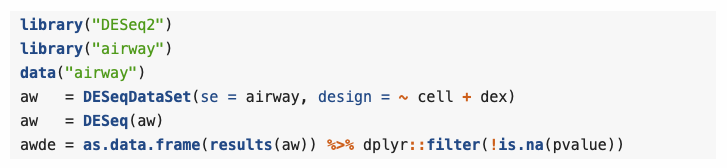 library("DESeq2")
library("airway")
data("airway")
aw   = DESeqDataSet(se = airway, design = ~ cell + dex)
aw   = DESeq(aw)
awde = as.data.frame(results(aw)) %>% dplyr::filter(!is.na(pvalue))